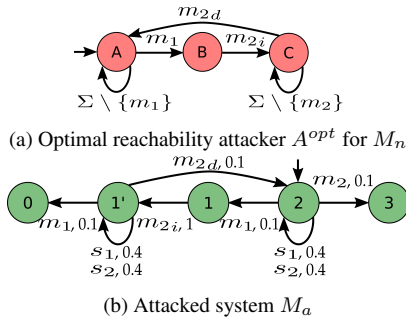 m₂d
A m₁ B m₂ᵢ C
Σ \ {m₁} Σ \ {m₂}
(a) Optimal reachability attacker A^opt for Mₙ
m₂d, 0.1
m₂, 0.1
0 1' 1 2 3
m₁, 0.1 m₂ᵢ, 1 m₁, 0.1
s₁, 0.4 s₁, 0.4
s₂, 0.4 s₂, 0.4
(b) Attacked system Mₐ